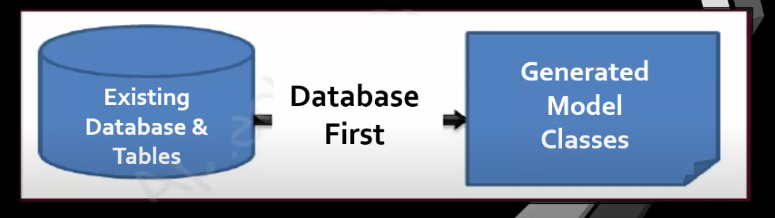 Existing
Database &
Tables
Database
First
Generated
Model
Classes